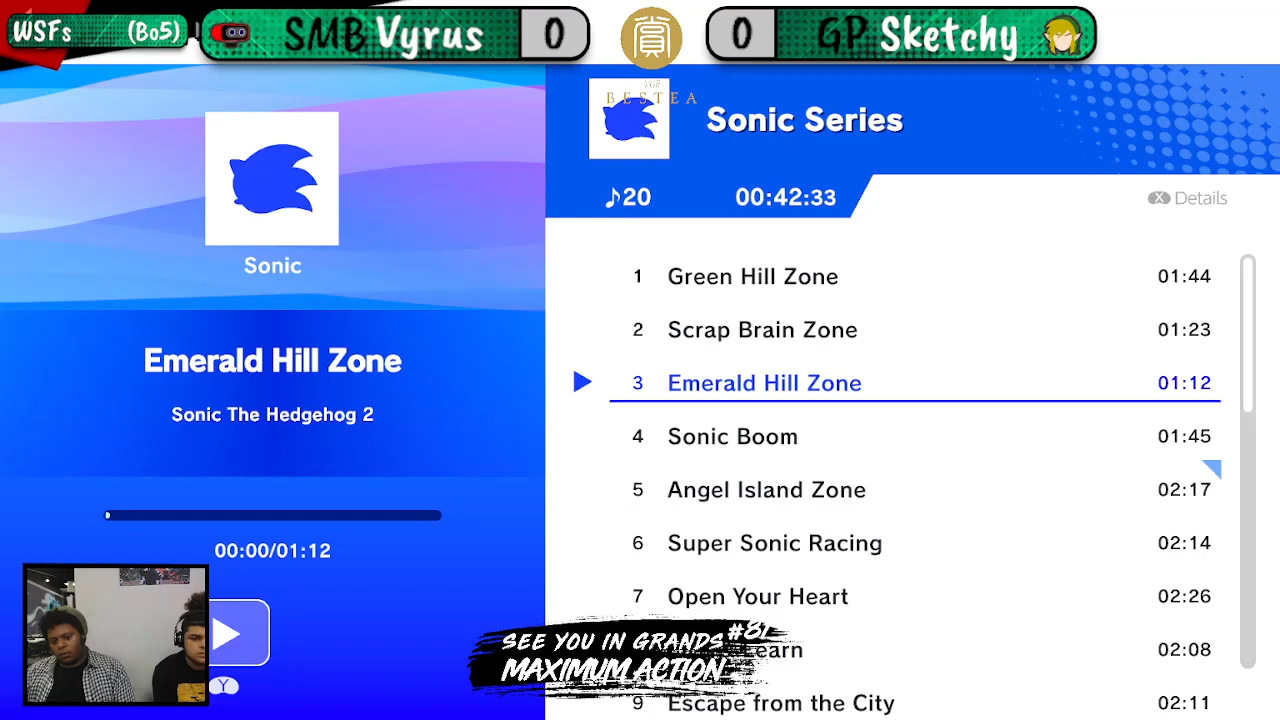 WSFs (Bo5)
SMB Vyrus 0
賞
0 GP Sketchy
BESTEA
Sonic Series
♪20 00:42:33
X Details
Sonic
Emerald Hill Zone
Sonic The Hedgehog 2
00:00/01:12
Y
1 Green Hill Zone 01:44
2 Scrap Brain Zone 01:23
3 Emerald Hill Zone 01:12
4 Sonic Boom 01:45
5 Angel Island Zone 02:17
6 Super Sonic Racing 02:14
7 Open Your Heart 02:26
earn 02:08
9 Escape from the City 02:11
SEE YOU IN GRANDS #81
MAXIMUM ACTION